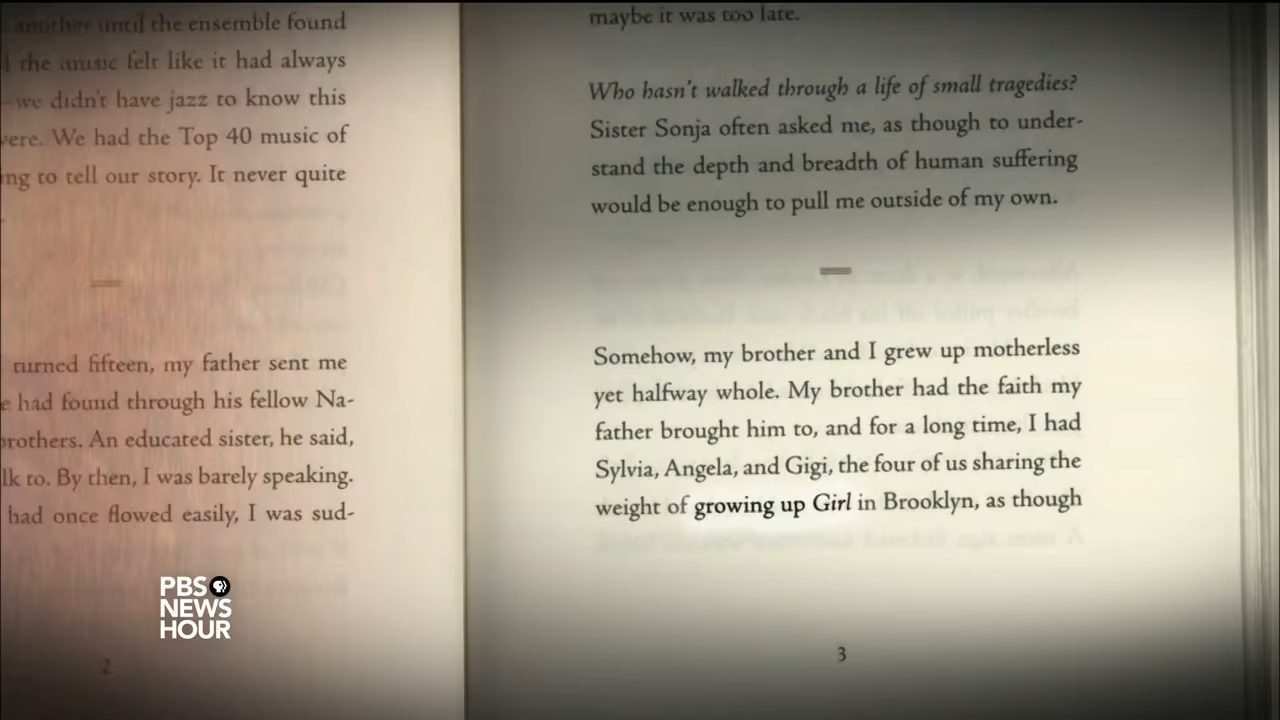 another until the ensemble found
the music felt like it had always
we didn't have jazz to know this
were. We had the Top 40 music of
ing to tell our story. It never quite
turned fifteen, my father sent me
e had found through his fellow Na-
brothers. An educated sister, he said,
lk to. By then, I was barely speaking.
had once flowed easily, I was sud-
2
maybe it was too late.
Who hasn't walked through a life of small tragedies?
Sister Sonja often asked me, as though to under-
stand the depth and breadth of human suffering
would be enough to pull me outside of my own.
Somehow, my brother and I grew up motherless
yet halfway whole. My brother had the faith my
father brought him to, and for a long time, I had
Sylvia, Angela, and Gigi, the four of us sharing the
weight of growing up Girl in Brooklyn, as though
3
PBS
NEWS
HOUR